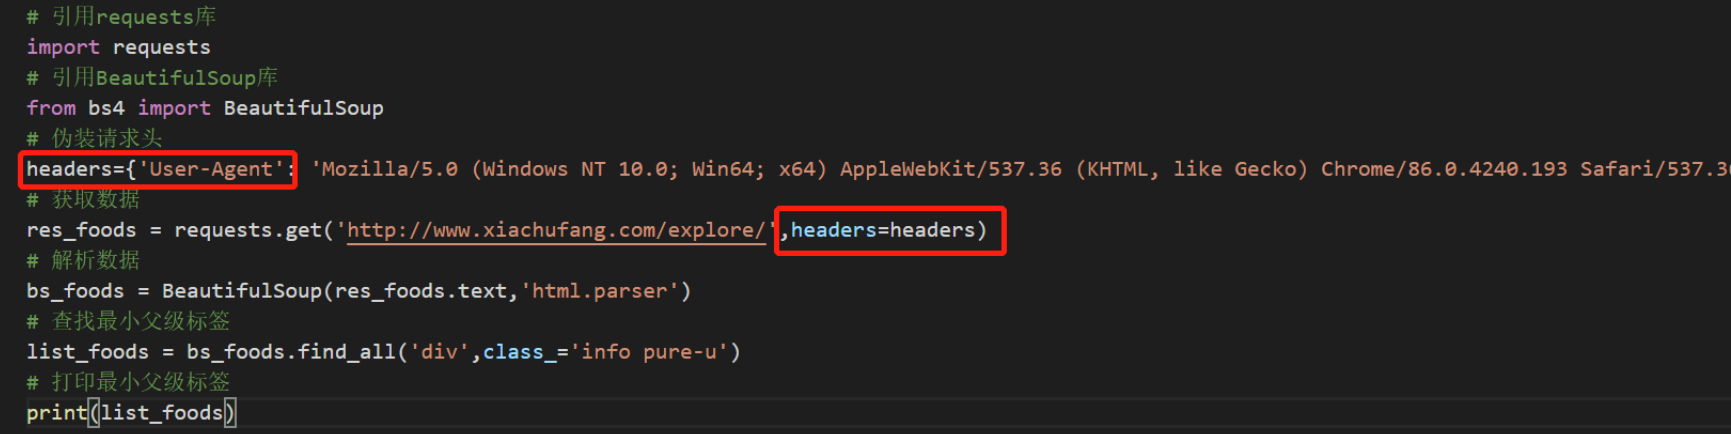 # 引用requests库
import requests
# 引用BeautifulSoup库
from bs4 import BeautifulSoup
# 伪装请求头
headers={'User-Agent': 'Mozilla/5.0 (Windows NT 10.0; Win64; x64) AppleWebKit/537.36 (KHTML, like Gecko) Chrome/86.0.4240.193 Safari/537.36
# 获取数据
res_foods = requests.get('http://www.xiachufang.com/explore/',headers=headers)
# 解析数据
bs_foods = BeautifulSoup(res_foods.text,'html.parser')
# 查找最小父级标签
list_foods = bs_foods.find_all('div',class_='info pure-u')
# 打印最小父级标签
print(list_foods)